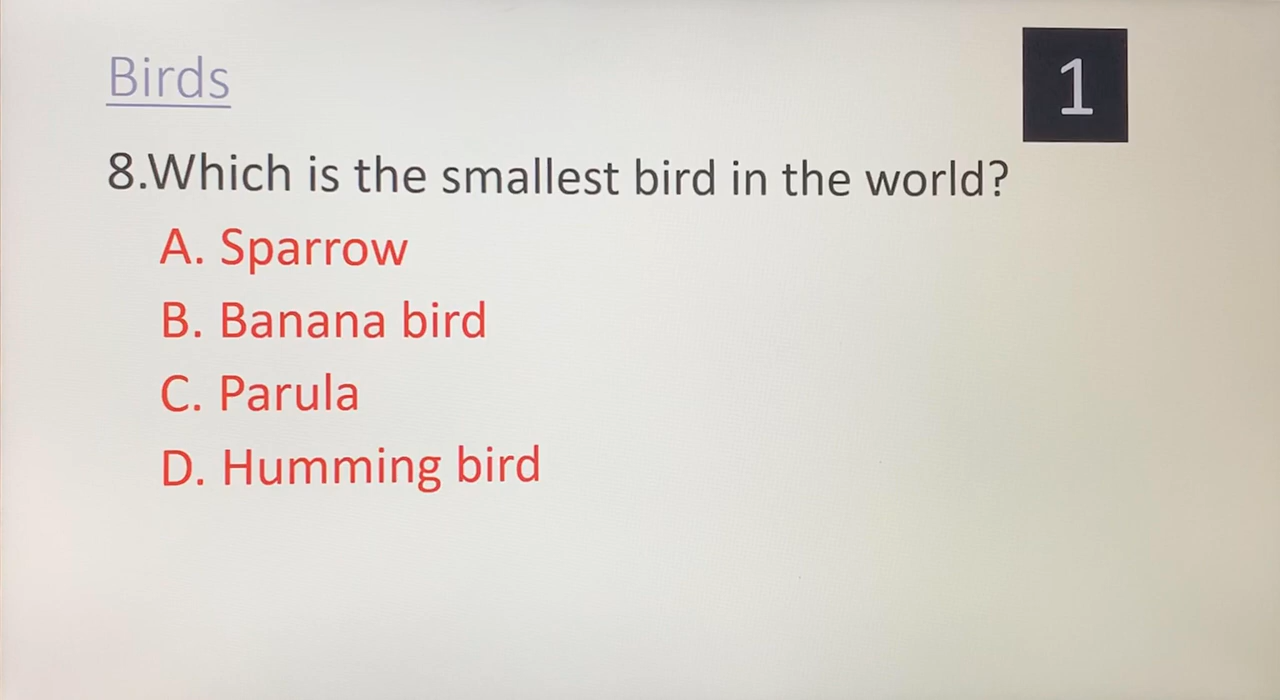 Birds
1
8.Which is the smallest bird in the world?
A. Sparrow
B. Banana bird
C. Parula
D. Humming bird